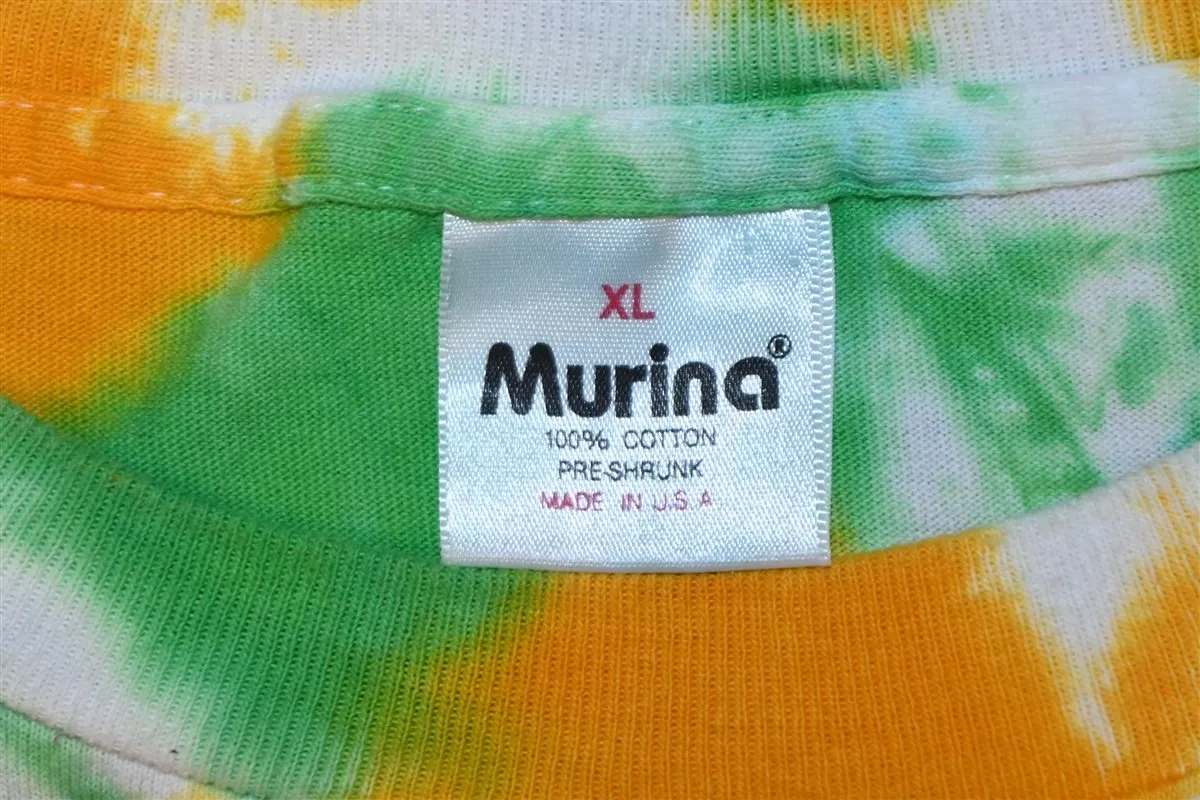 XL
Murina®
100% COTTON
PRE-SHRUNK
MADE IN U.S.A